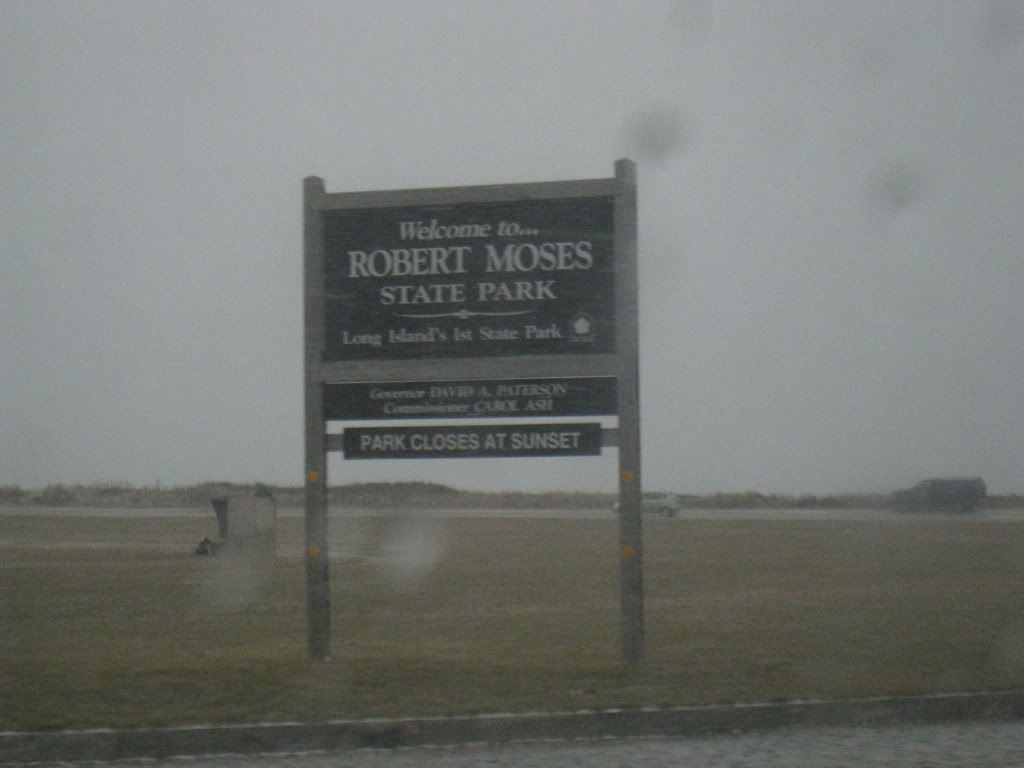 Welcome to...
ROBERT MOSES
STATE PARK
Long Island's 1st State Park
Governor DAVID A. PATERSON
Commissioner CAROL ASH
PARK CLOSES AT SUNSET